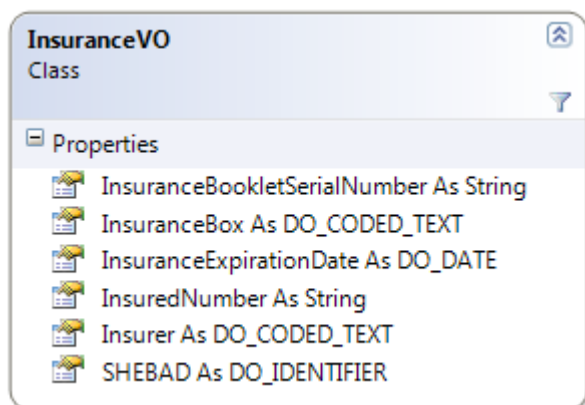 InsuranceVO
Class
Properties
InsuranceBookletSerialNumber As String
InsuranceBox As DO_CODED_TEXT
InsuranceExpirationDate As DO_DATE
InsuredNumber As String
Insurer As DO_CODED_TEXT
SHEBAD As DO_IDENTIFIER